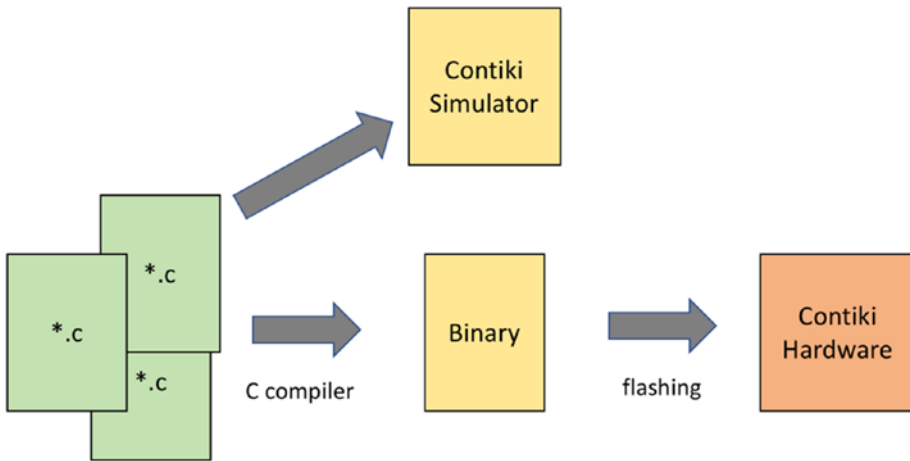 Contiki
Simulator
*.c
*.c
*.c
C compiler
Binary
flashing
Contiki
Hardware